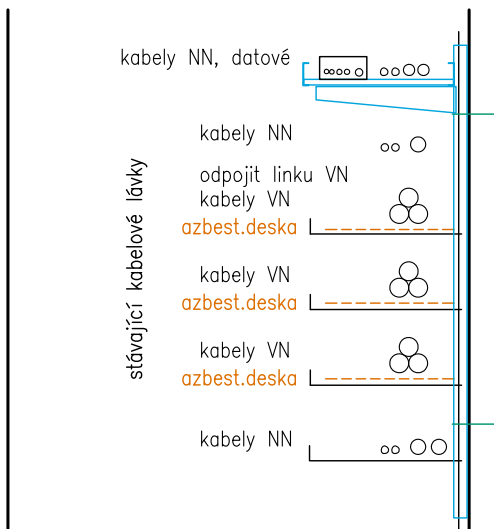 kabely NN, datové
kabely NN
odpojit linku VN
kabely VN
azbest.deska
stávající kabelové lávky
kabely VN
azbest.deska
kabely VN
azbest.deska
kabely NN